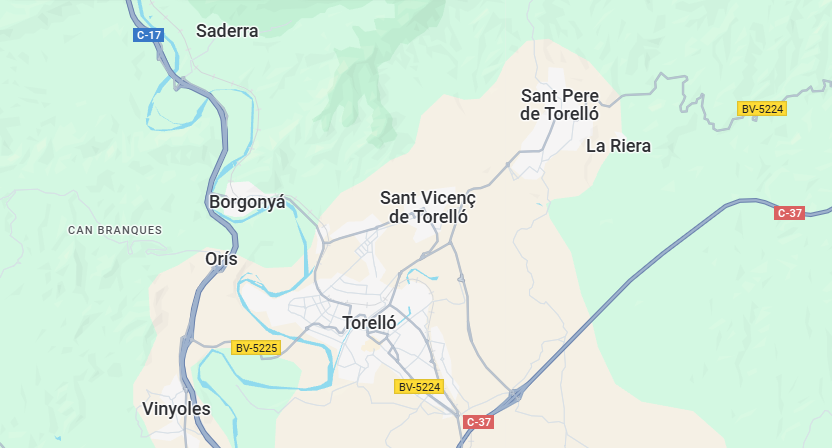 Saderra
C-17
Sant Pere
de Torelló
BV-5224
La Riera
Sant Vicenç
de Torelló
Borgonyá
C-37
CAN BRANQUES
Orís
Torelló
BV-5225
BV-5224
Vinyoles
C-37